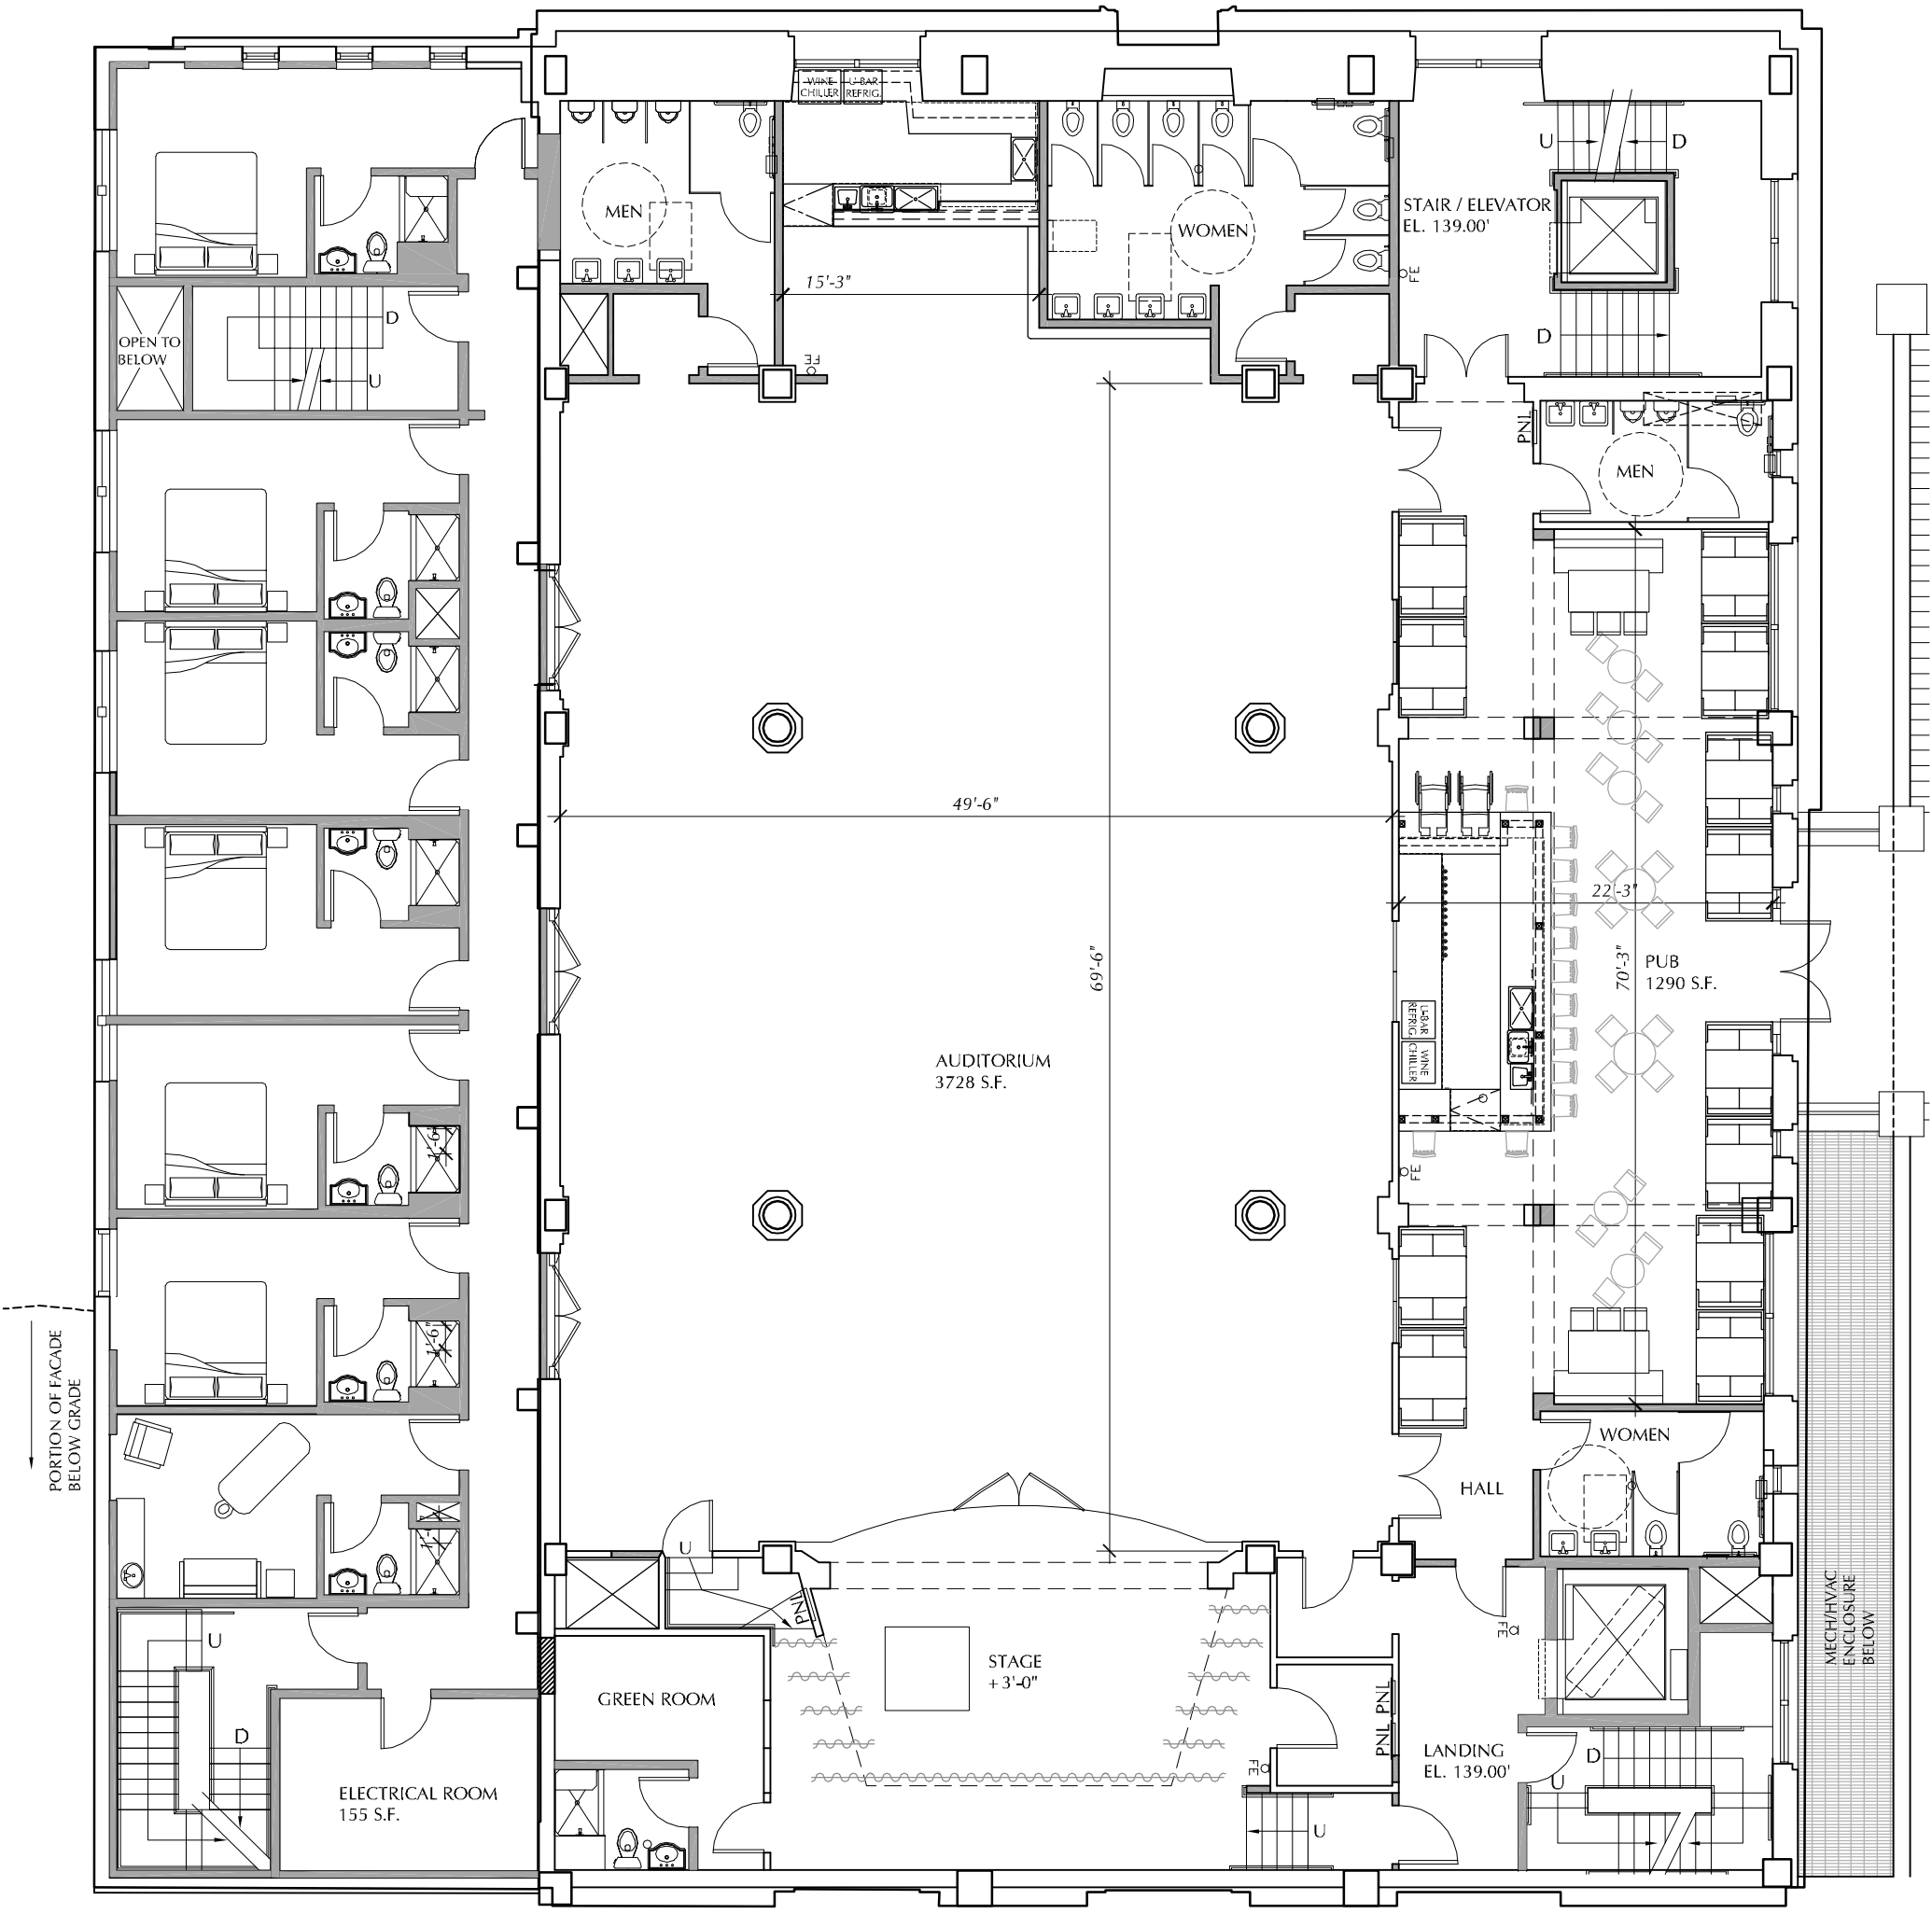 WINE
CHILLER
U-BAR
REFRIG.
U
D
MEN
WOMEN
STAIR / ELEVATOR
EL. 139.00'
FE
15'-3"
D
OPEN TO
BELOW
D
U
FE
PNL
MEN
49'-6"
22'-3"
69'-6"
70'-3"
PUB
1290 S.F.
U-BAR
REFRIG.
WINE
CHILLER
AUDITORIUM
3728 S.F.
1'-6"
FE
1'-6"
PORTION OF FACADE
BELOW GRADE
WOMEN
HALL
U
PNL
FE
MECH/HVAC
ENCLOSURE
BELOW
U
STAGE
+3'-0"
GREEN ROOM
PNL
PNL
D
LANDING
EL. 139.00'
D
FE
U
ELECTRICAL ROOM
155 S.F.
U